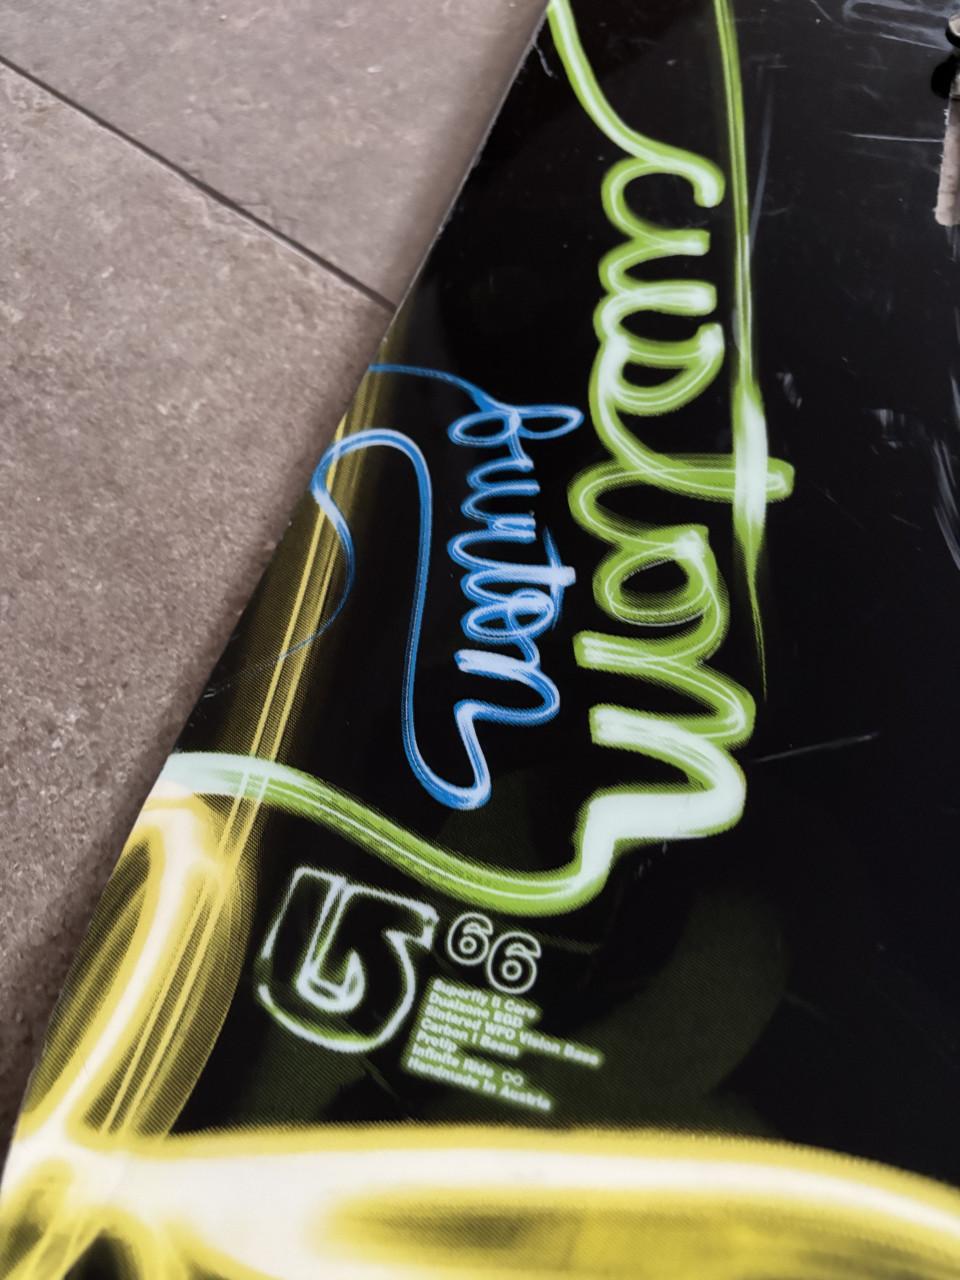 custom
burton
66
Superfly II Core
Dualzone EGD
Sintered WFO Vision Base
Carbon I Beam
Protip
Infinite Ride ∞
Handmade In Austria